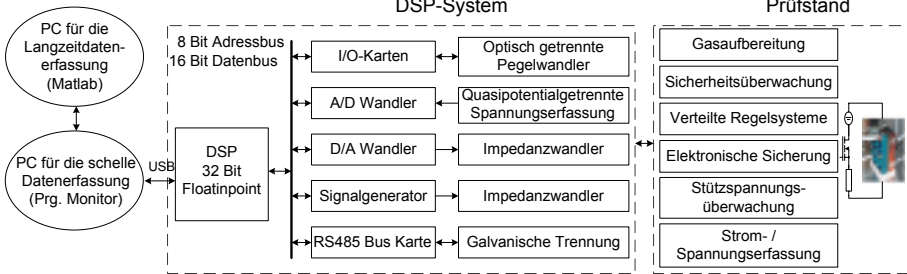 DSP-System
Prüfstand
PC für die
Langzeitdaten-
erfassung
(Matlab)
PC für die schelle
Datenerfassung
(Prg. Monitor)
USB
8 Bit Adressbus
16 Bit Datenbus
DSP
32 Bit
Floatinpoint
I/O-Karten
Optisch getrennte
Pegelwandler
A/D Wandler
Quasipotentialgetrennte
Spannungserfassung
D/A Wandler
Impedanzwandler
Signalgenerator
Impedanzwandler
RS485 Bus Karte
Galvanische Trennung
Gasaufbereitung
Sicherheitsüberwachung
Verteilte Regelsysteme
Elektronische Sicherung
Stützspannungs-
überwachung
Strom- /
Spannungserfassung